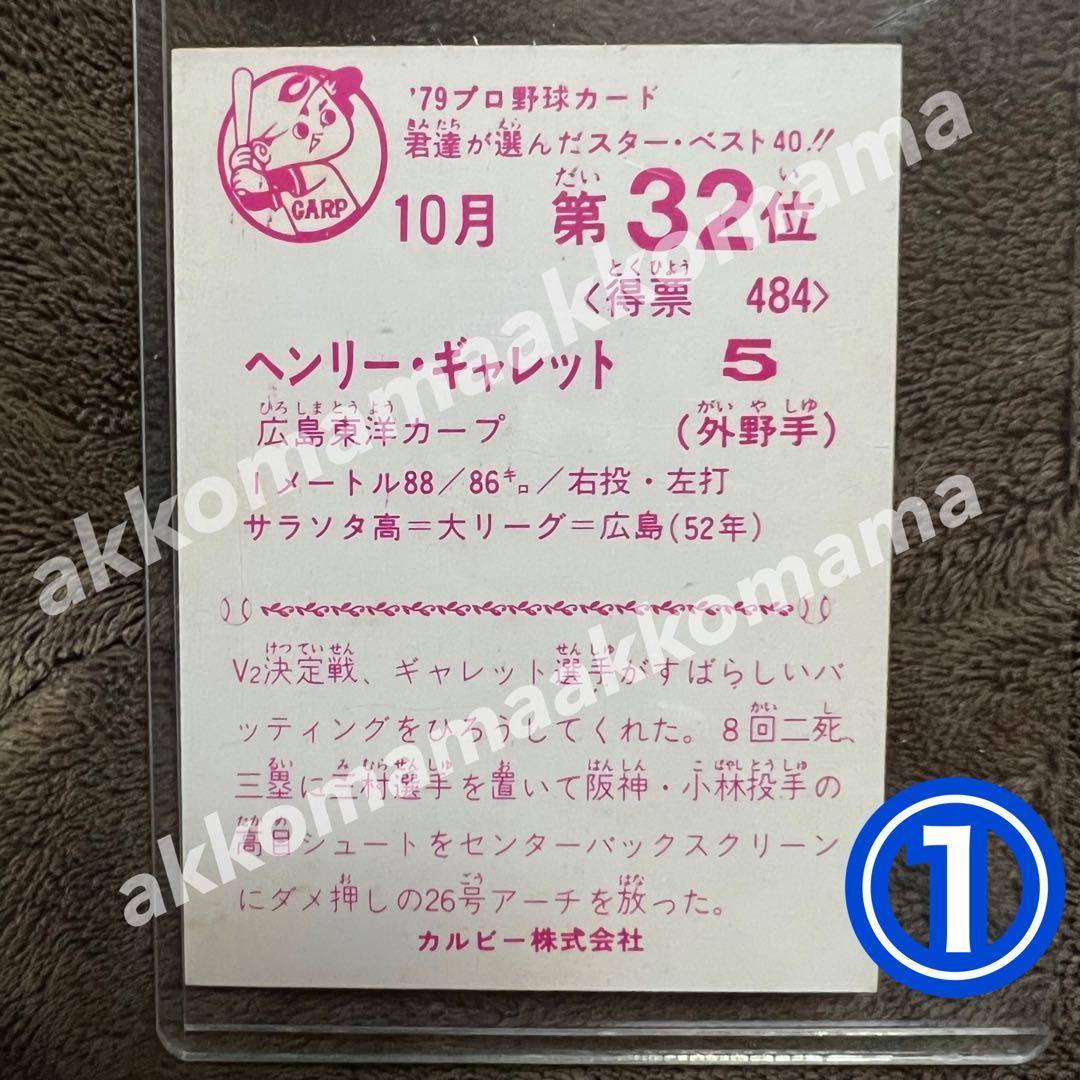 CARP
'79プロ野球カード
君達が選んだスター・ベスト40!!
10月 第32位
<得票 484>
ヘンリー・ギャレット 5
広島東洋カープ (外野手)
1メートル88/86キロ/右投・左打
サラソタ高=大リーグ=広島(52年)
V2決定戦、ギャレット選手がすばらしいバ
ッティングをひろうしてくれた。8回二死、
三塁に三村選手を置いて阪神・小林投手の
高目シュートをセンターバックスクリーン
にダメ押しの26号アーチを放った。
カルビー株式会社
①
akkomamaakkomama
akkomamaakkomama